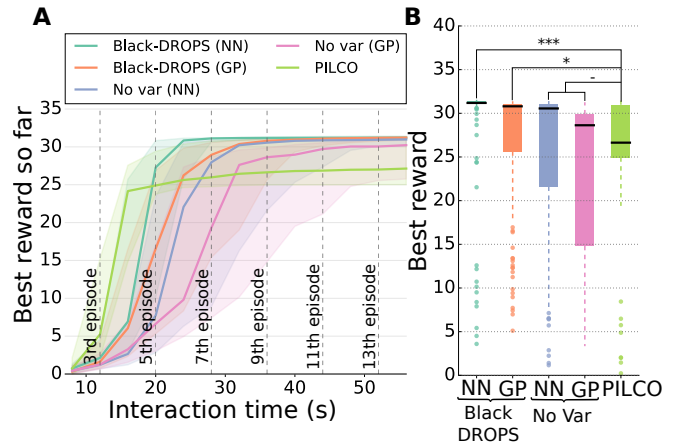 A
Black-DROPS (NN)
Black-DROPS (GP)
No var (NN)
No var (GP)
PILCO
Best reward so far
35
30
25
20
15
10
5
0
3rd episode
5th episode
7th episode
9th episode
11th episode
13th episode
10 20 30 40 50
Interaction time (s)
B
Best reward
40
35
30
25
20
15
10
5
0
***
*
-
NN GP NN GP PILCO
Black DROPS
No Var